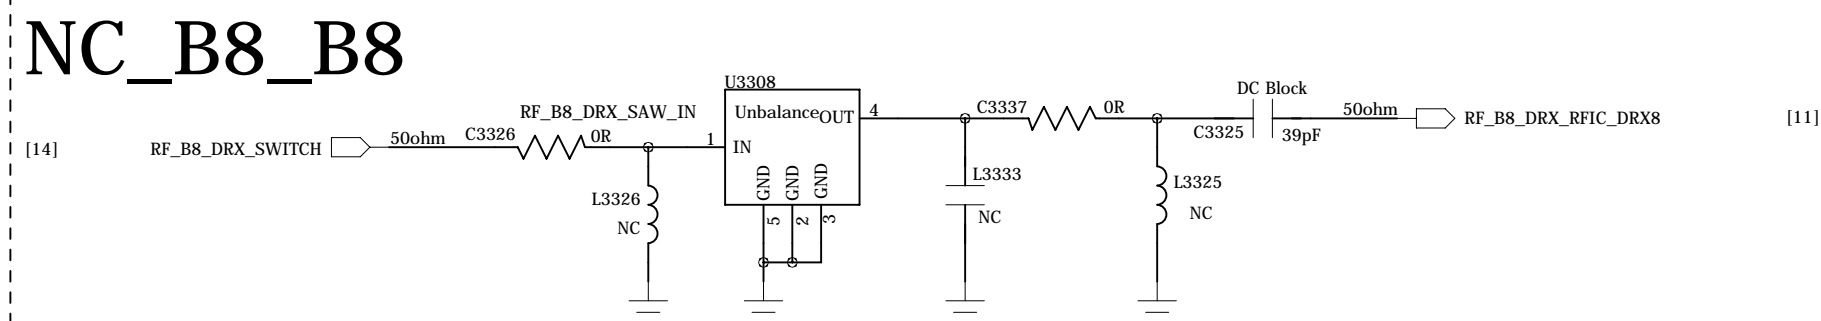 NC_B8_B8
U3308
DC Block
RF_B8_DRX_SAW_IN
Unbalance
OUT
4
C3337
0R
C3325
39pF
50ohm
RF_B8_DRX_RFIC_DRX8
[11]
[14]
RF_B8_DRX_SWITCH
50ohm
C3326
0R
1
IN
GND
GND
GND
5
2
3
L3326
NC
L3333
NC
L3325
NC